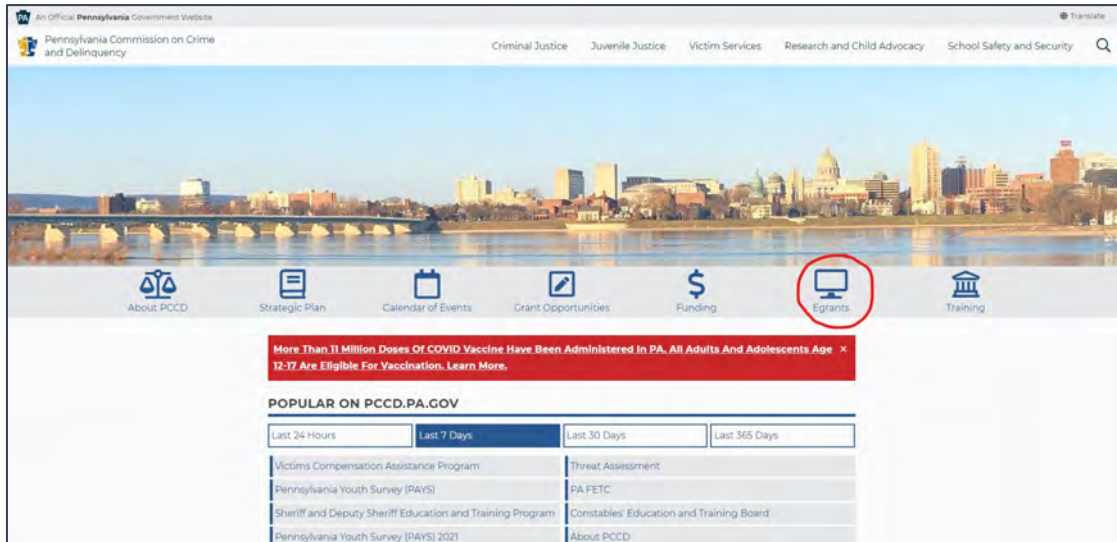 PA An Official Pennsylvania Government Website
Translate
Pennsylvania Commission on Crime
and Delinquency
Criminal Justice Juvenile Justice Victim Services Research and Child Advocacy School Safety and Security
About PCCD Strategic Plan Calendar of Events Grant Opportunities Funding Egrants Training
More Than 11 Million Doses Of COVID Vaccine Have Been Administered In PA. All Adults And Adolescents Age ×
12-17 Are Eligible For Vaccination. Learn More.
POPULAR ON PCCD.PA.GOV
Last 24 Hours Last 7 Days Last 30 Days Last 365 Days
Victims Compensation Assistance Program Threat Assessment
Pennsylvania Youth Survey (PAYS) PA FETC
Sheriff and Deputy Sheriff Education and Training Program Constables' Education and Training Board
Pennsylvania Youth Survey (PAYS) 2021 About PCCD